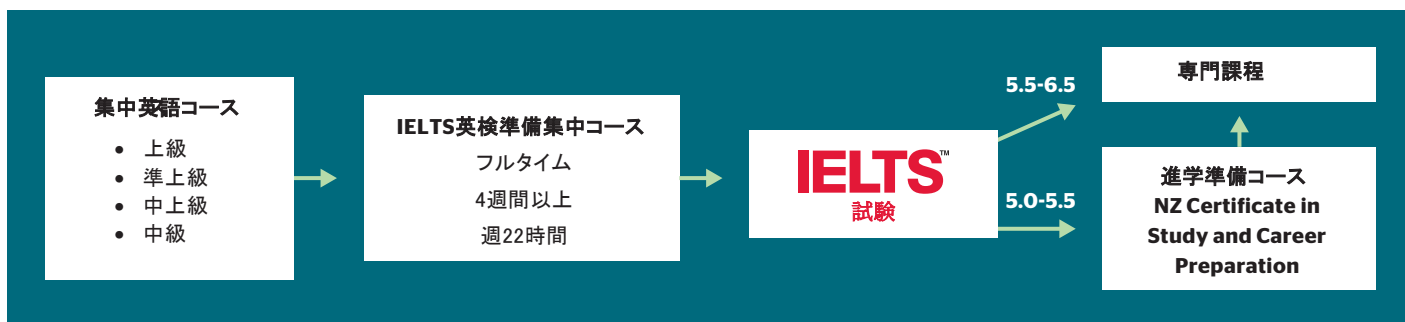 集中英語コース
• 上級
• 準上級
• 中上級
• 中級
IELTS英検準備集中コース
フルタイム
4週間以上
週22時間
IELTS™
試験
5.5-6.5
5.0-5.5
専門課程
進学準備コース
NZ Certificate in
Study and Career
Preparation